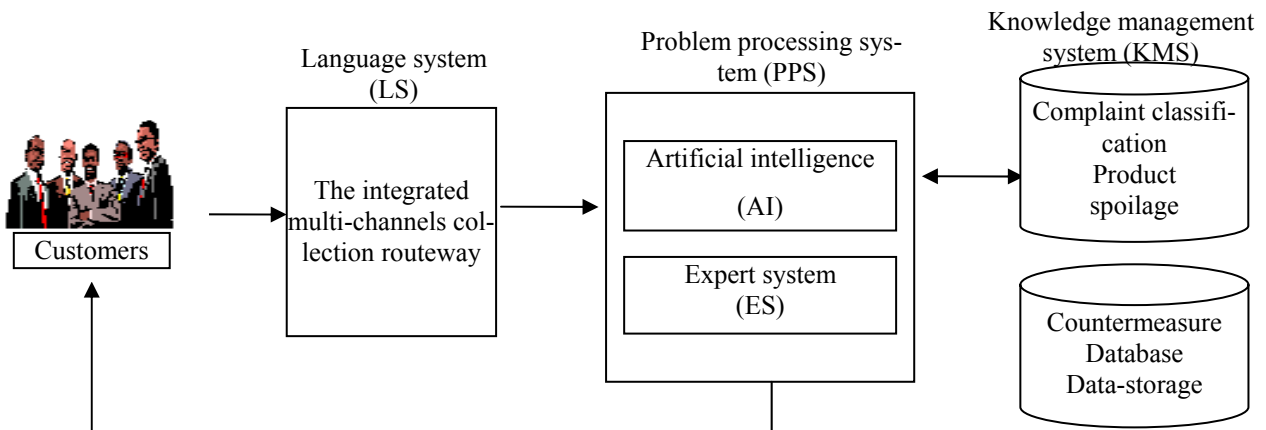 Customers
Language system
(LS)
The integrated
multi-channels col-
lection routeway
Problem processing sys-
tem (PPS)
Artificial intelligence
(AI)
Expert system
(ES)
Knowledge management
system (KMS)
Complaint classifi-
cation
Product
spoilage
Countermeasure
Database
Data-storage